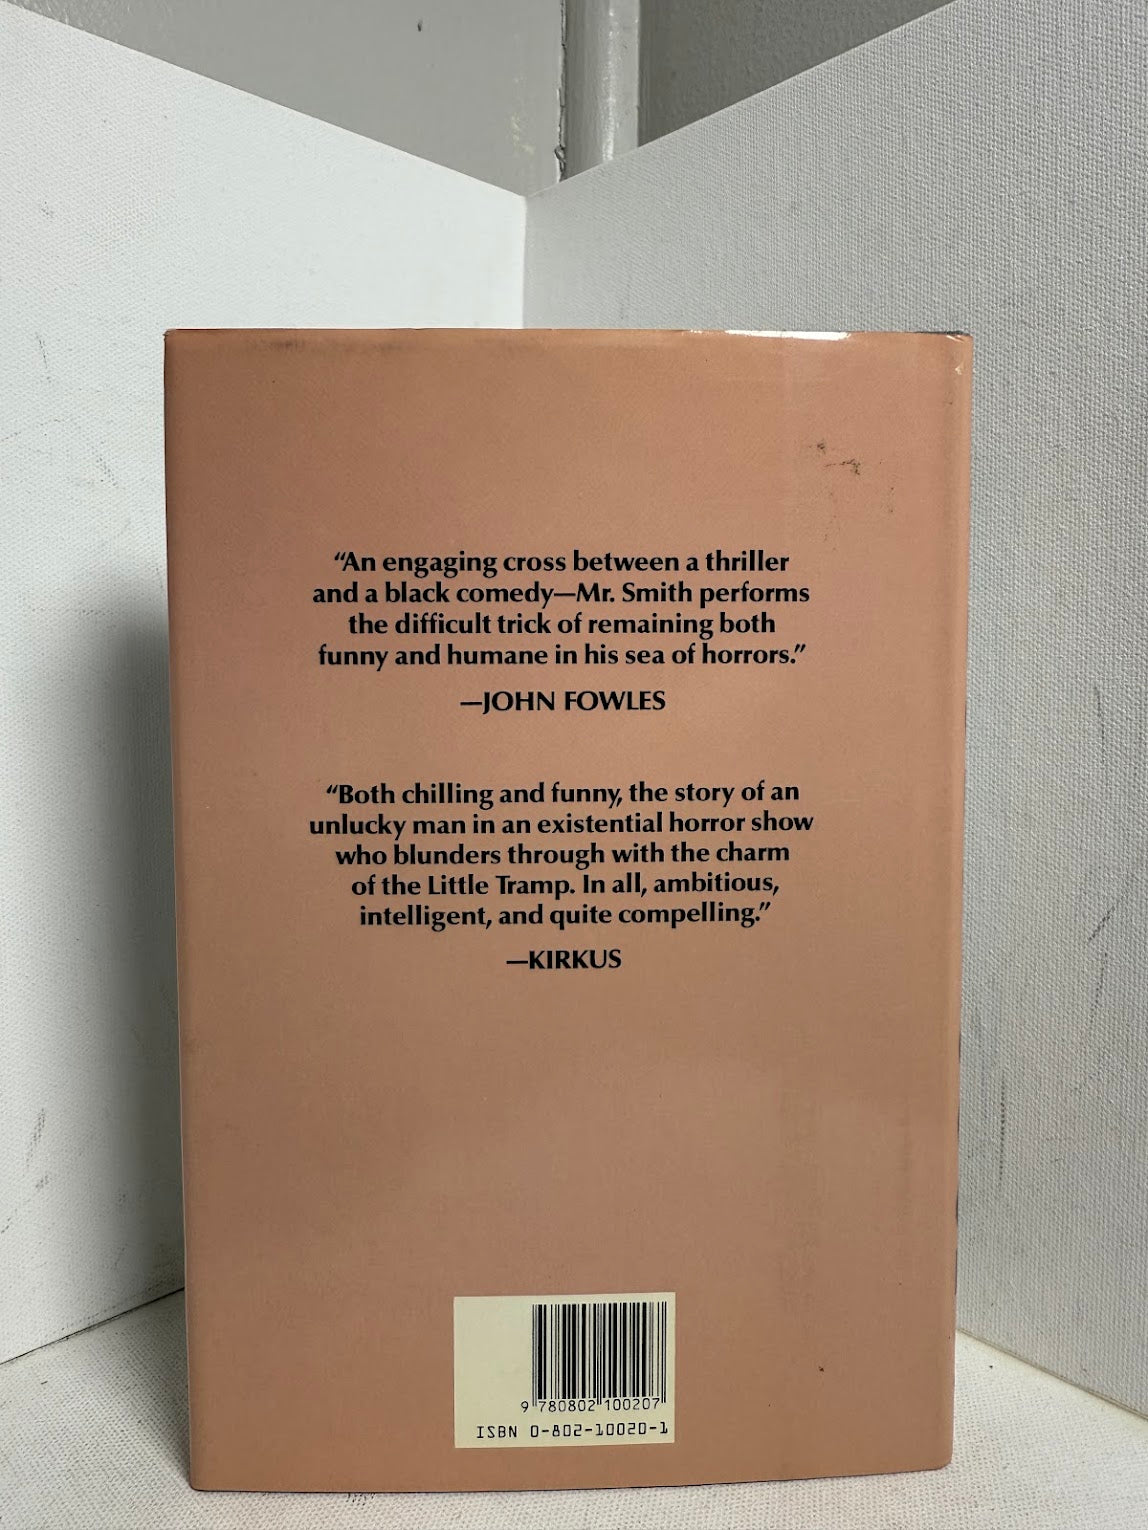 “An engaging cross between a thriller
and a black comedy—Mr. Smith performs
the difficult trick of remaining both
funny and humane in his sea of horrors.”
—JOHN FOWLES
“Both chilling and funny, the story of an
unlucky man in an existential horror show
who blunders through with the charm
of the Little Tramp. In all, ambitious,
intelligent, and quite compelling.”
—KIRKUS
9 780802 100207
ISBN 0-802-10020-1